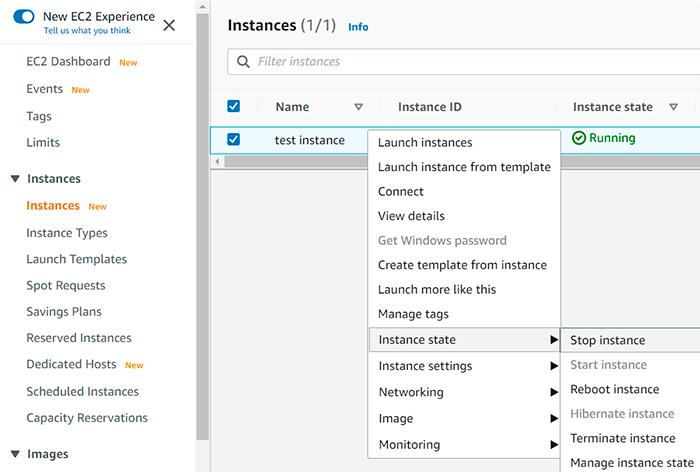 New EC2 Experience
Tell us what you think
EC2 Dashboard New
Events New
Tags
Limits
Instances
Instances New
Instance Types
Launch Templates
Spot Requests
Savings Plans
Reserved Instances
Dedicated Hosts New
Scheduled Instances
Capacity Reservations
Images
Instances (1/1) Info
Filter instances
Name Instance ID Instance state
test instance Running
Launch instances
Launch instance from template
Connect
View details
Get Windows password
Create template from instance
Launch more like this
Manage tags
Instance state
Instance settings
Networking
Image
Monitoring
Stop instance
Start instance
Reboot instance
Hibernate instance
Terminate instance
Manage instance state